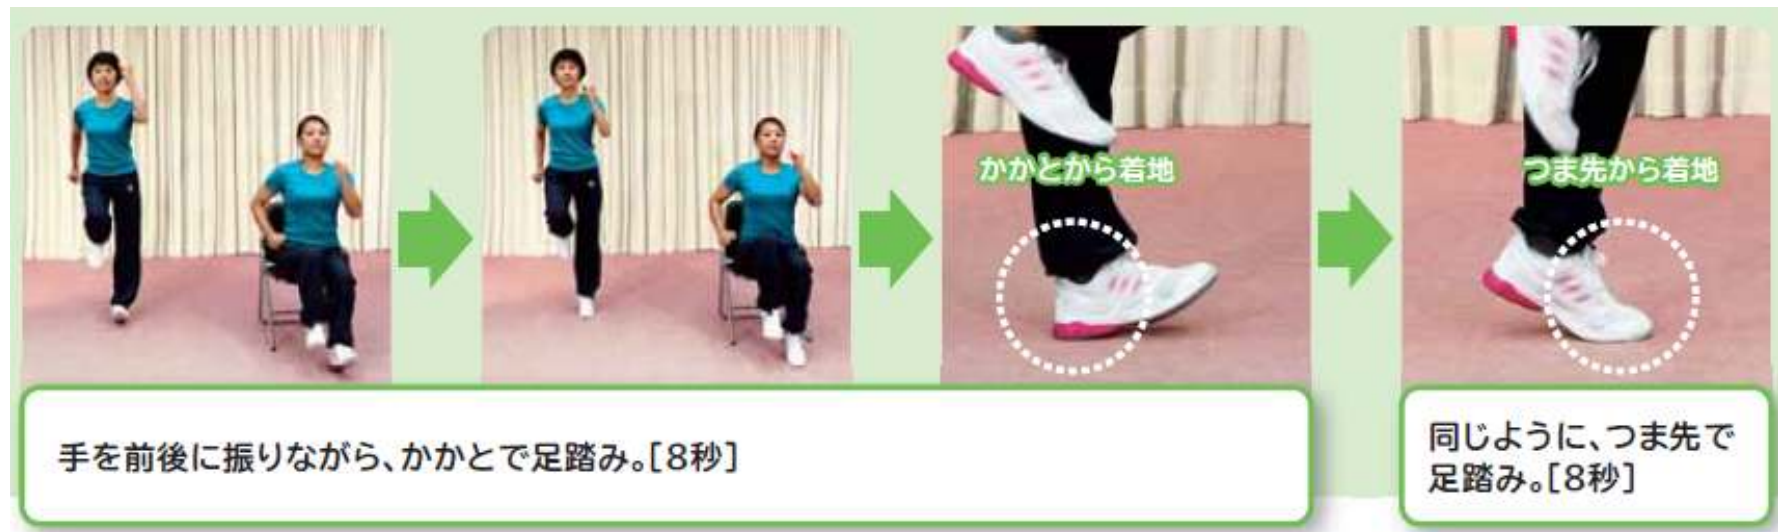 かかとから着地
つま先から着地
手を前後に振りながら、かかとで足踏み。[8秒]
同じように、つま先で
足踏み。[8秒]